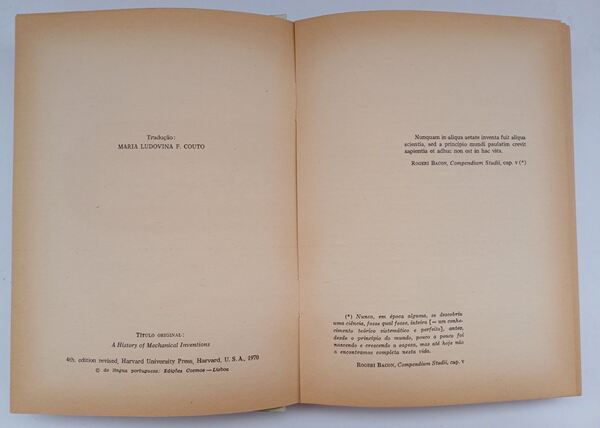 Tradução:
MARIA LUDOVINA F. COUTO
TÍTULO ORIGINAL:
A History of Mechanical Inventions
4th. edition revised, Harvard University Press, Harvard, U. S. A., 1970
© da língua portuguesa: Edições Cosmos — Lisboa
Nunquam in aliqua aetate inventa fuit aliqua
scientia, sed a principio mundi paulatim crevit
sapientia et adhuc non est in hac vita.
ROGERI BACON, Compendium Studii, cap. v (*)
(*) Nunca, em época alguma, se descobriu
uma ciência, fosse qual fosse, inteira [— um conhe-
cimento teórico sistemático e perfeito], antes,
desde o princípio do mundo, pouco a pouco foi
nascendo e crescendo a sapeza, mas até hoje não
a encontramos completa nesta vida.
ROGERI BACON, Compendium Studii, cap. v